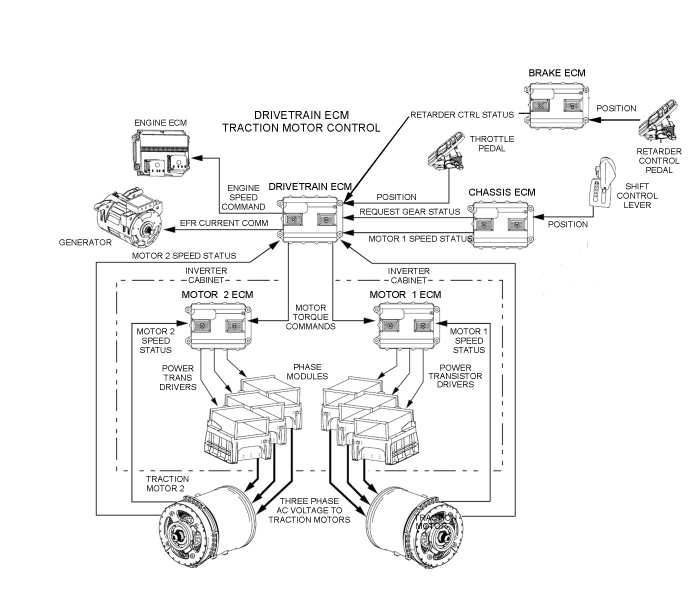 BRAKE ECM
DRIVETRAIN ECM
TRACTION MOTOR CONTROL
RETARDER CTRL STATUS
POSITION
ENGINE ECM
THROTTLE
PEDAL
RETARDER
CONTROL
PEDAL
ENGINE
SPEED
COMMAND
DRIVETRAIN ECM
POSITION
CHASSIS ECM
SHIFT
CONTROL
LEVER
REQUEST GEAR STATUS
EFR CURRENT COMM
POSITION
GENERATOR
MOTOR 1 SPEED STATUS
MOTOR 2 SPEED STATUS
INVERTER
CABINET
INVERTER
CABINET
MOTOR 2 ECM
MOTOR 1 ECM
MOTOR
TORQUE
COMMANDS
MOTOR 2
SPEED
STATUS
MOTOR 1
SPEED
STATUS
POWER
TRANS
DRIVERS
PHASE
MODULES
POWER
TRANSISTOR
DRIVERS
TRACTION
MOTOR 2
THREE PHASE
AC VOLTAGE TO
TRACTION MOTORS
TRACTION
MOTOR